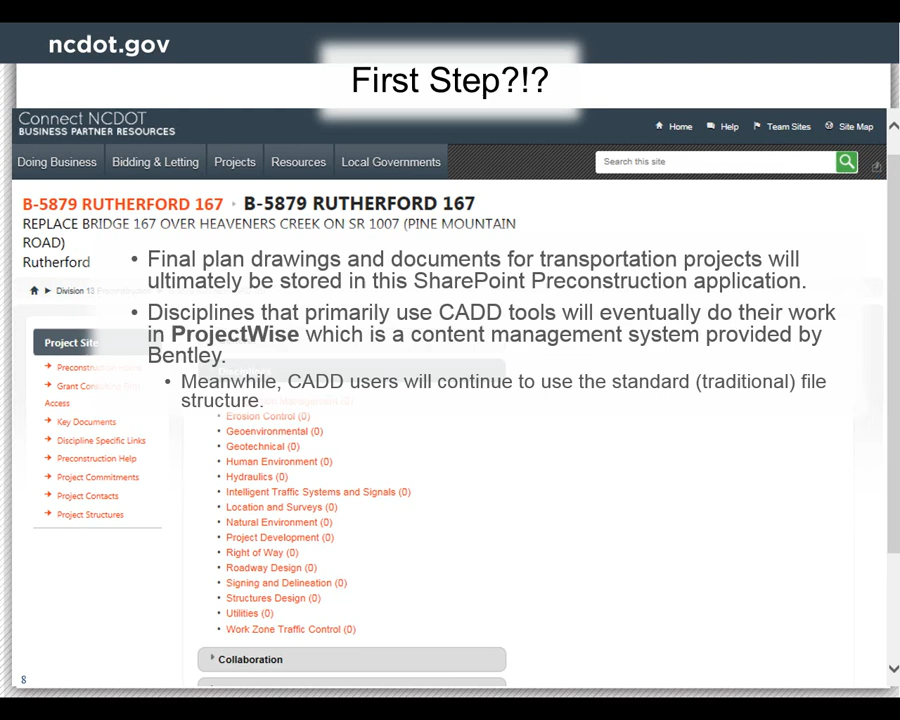 ncdot.gov
First Step?!?
Connect NCDOT
BUSINESS PARTNER RESOURCES
Home Help Team Sites Site Map
Doing Business Bidding & Letting Projects Resources Local Governments
Search this site
B-5879 RUTHERFORD 167 B-5879 RUTHERFORD 167
REPLACE BRIDGE 167 OVER HEAVENERS CREEK ON SR 1007 (PINE MOUNTAIN
ROAD)
Rutherford
• Final plan drawings and documents for transportation projects will
ultimately be stored in this SharePoint Preconstruction application.
Division 13 Preconstruction
• Disciplines that primarily use CADD tools will eventually do their work
in ProjectWise which is a content management system provided by
Bentley.
• Meanwhile, CADD users will continue to use the standard (traditional) file
structure.
Project Site
Grant
Access
Key Documents
Discipline Specific Links
Preconstruction Help
Project Commitments
Project Contacts
Project Structures
Disciplines
• Erosion Control (0)
• Geoenvironmental (0)
• Geotechnical (0)
• Human Environment (0)
• Hydraulics (0)
• Intelligent Traffic Systems and Signals (0)
• Location and Surveys (0)
• Natural Environment (0)
• Project Development (0)
• Right of Way (0)
• Roadway Design (0)
• Signing and Delineation (0)
• Structures Design (0)
• Utilities (0)
• Work Zone Traffic Control (0)
Collaboration
8